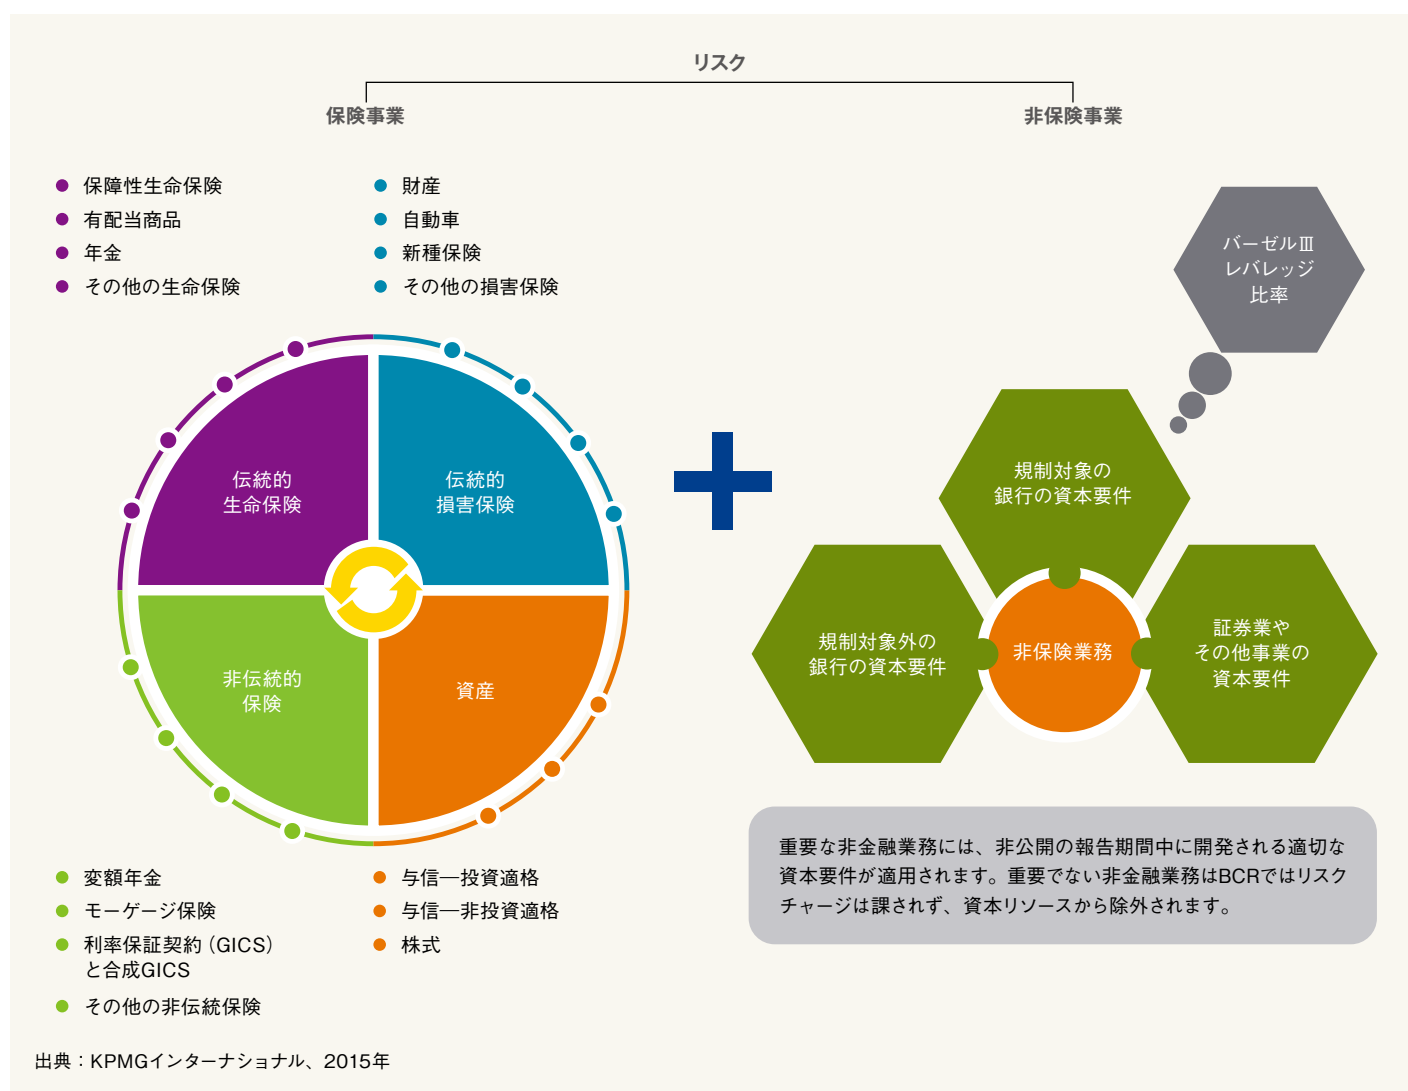 リスク
保険事業
非保険事業
保障性生命保険
有配当商品
年金
その他の生命保険
財産
自動車
新種保険
その他の損害保険
バーゼルⅢ
レバレッジ
比率
伝統的
生命保険
伝統的
損害保険
非伝統的
保険
資産
規制対象の
銀行の資本要件
規制対象外の
銀行の資本要件
非保険業務
証券業や
その他事業の
資本要件
変額年金
モーゲージ保険
利率保証契約（GICS）
と合成GICS
その他の非伝統保険
与信―投資適格
与信―非投資適格
株式
重要な非金融業務には、非公開の報告期間中に開発される適切な
資本要件が適用されます。重要でない非金融業務はBCRではリスク
チャージは課されず、資本リソースから除外されます。
出典：KPMGインターナショナル、2015年